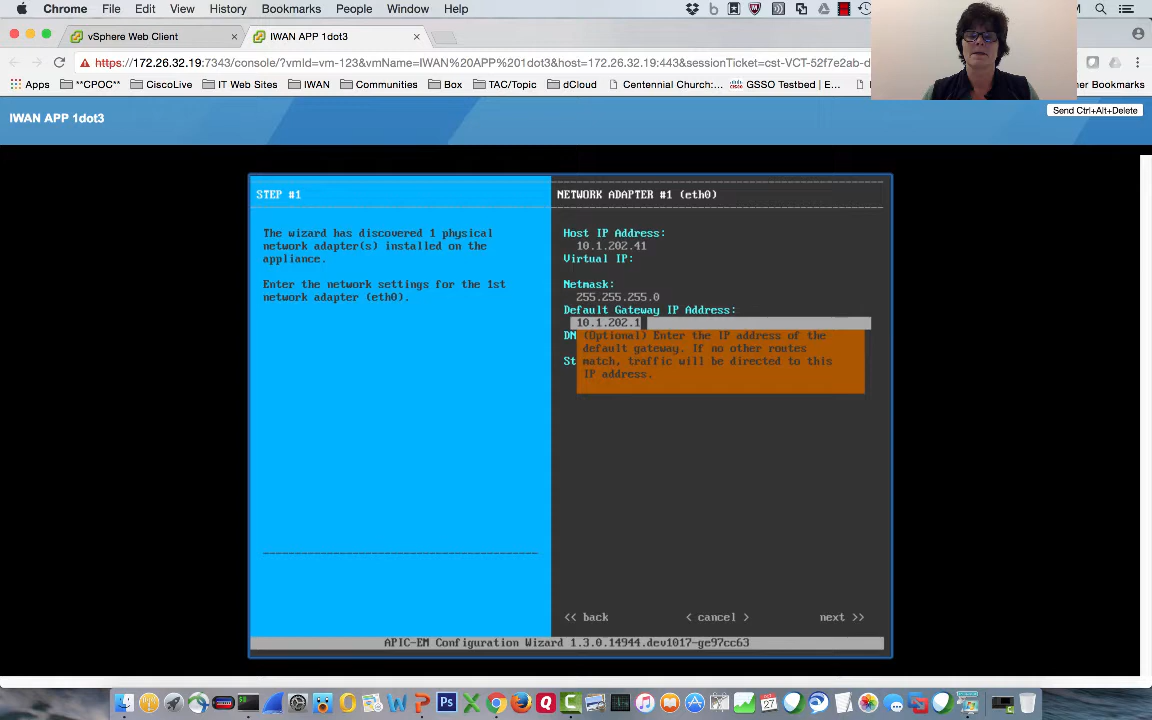 Chrome File Edit View History Bookmarks People Window Help
vSphere Web Client × IWAN APP 1dot3 ×
https://172.26.32.19:7343/console/?vmId=vm-123&vmName=IWAN%20APP%201dot3&host=172.26.32.19:443&sessionTicket=cst-VCT-52f7e2ab-d
Apps **CPOC** CiscoLive IT Web Sites IWAN Communities Box TAC/Topic dCloud Centennial Church:... GSSO Testbed | E... her Bookmarks
IWAN APP 1dot3
Send Ctrl+Alt+Delete
STEP #1
The wizard has discovered 1 physical
network adapter(s) installed on the
appliance.
Enter the network settings for the 1st
network adapter (eth0).
NETWORK ADAPTER #1 (eth0)
Host IP Address:
10.1.202.41
Virtual IP:
Netmask:
255.255.255.0
Default Gateway IP Address:
10.1.202.1
DN (Optional) Enter the IP address of the
default gateway. If no other routes
St match, traffic will be directed to this
IP address.
<< back < cancel > next >>
APIC-EM Configuration Wizard 1.3.0.14944.dev1017-ge97cc63